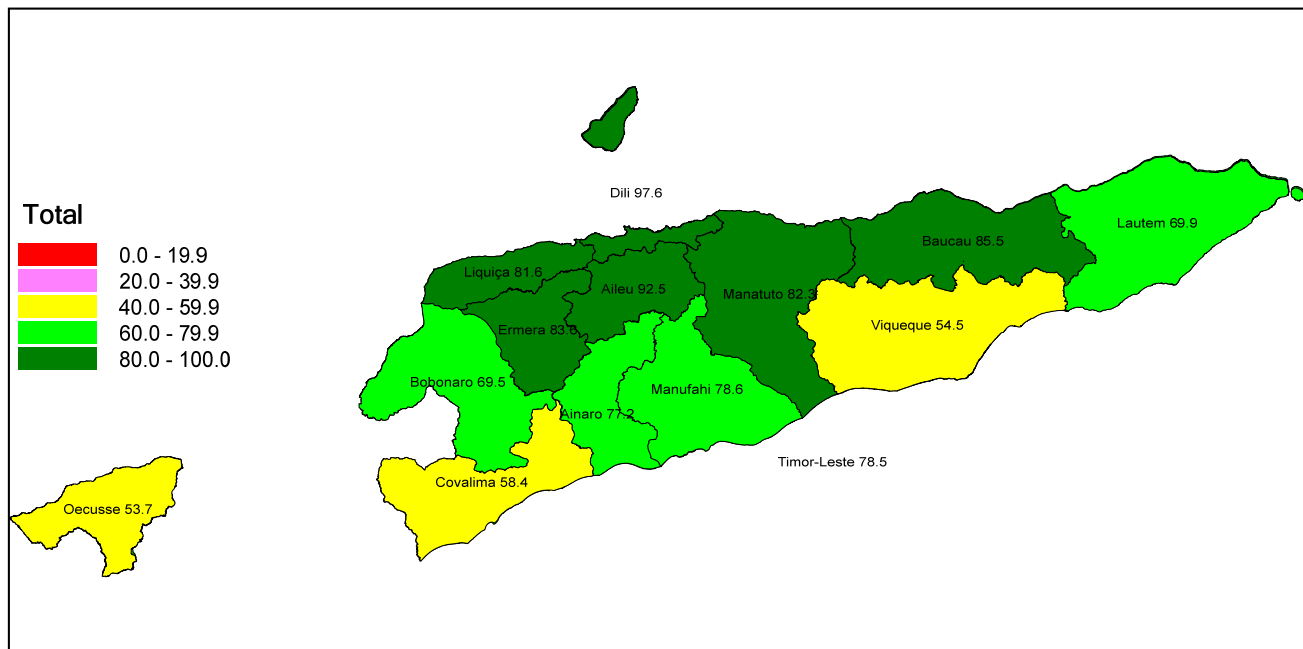 Total
0.0 - 19.9
20.0 - 39.9
40.0 - 59.9
60.0 - 79.9
80.0 - 100.0
Dili 97.6
Lautem 69.9
Baucau 85.5
Liquiça 81.6
Aileu 92.5
Manatuto 82.3
Viqueque 54.5
Ermera
Bobonaro 69.5
Manufahi 78.6
Ainaro 77.2
Timor-Leste 78.5
Covalima 58.4
Oecusse 53.7